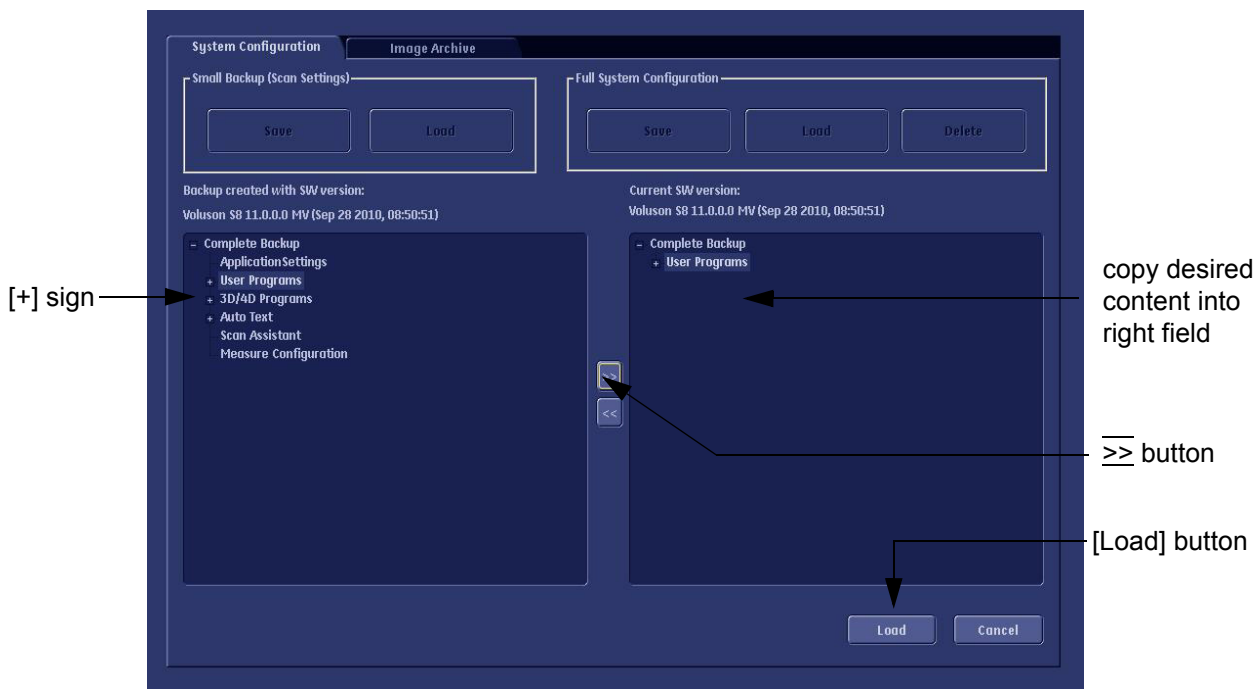 System Configuration
Image Archive
Small Backup (Scan Settings)
Full System Configuration
Save
Load
Save
Load
Delete
Backup created with SW version:
Voluson S8 11.0.0.0 MV (Sep 28 2010, 08:50:51)
Current SW version:
Voluson S8 11.0.0.0 MV (Sep 28 2010, 08:50:51)
- Complete Backup
ApplicationSettings
+ User Programs
+ 3D/4D Programs
+ Auto Text
Scan Assistant
Measure Configuration
- Complete Backup
+ User Programs
[+] sign
copy desired
content into
right field
>>
<<
>> button
[Load] button
Load
Cancel